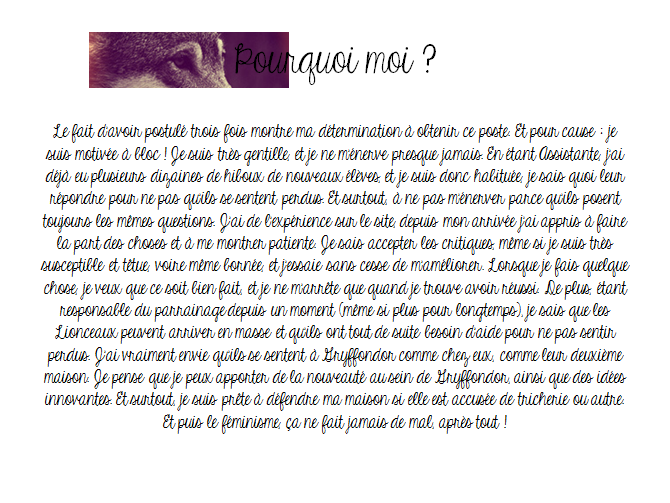 Pourquoi moi ?
Le fait d'avoir postulé trois fois montre ma détermination à obtenir ce poste. Et pour cause : je
suis motivée à bloc ! Je suis très gentille, et je ne m'énerve presque jamais. En étant Assistante, j'ai
déjà eu plusieurs dizaines de hiboux de nouveaux élèves, et je suis donc habituée, je sais quoi leur
répondre pour ne pas qu'ils se sentent perdus. Et surtout, à ne pas m'énerver parce qu'ils posent
toujours les mêmes questions. J'ai de l'expérience sur le site, depuis mon arrivée j'ai appris à faire
la part des choses et à me montrer patiente. Je sais accepter les critiques, même si je suis très
susceptible et têtue, voire même bornée, et j'essaie sans cesse de m'améliorer. Lorsque je fais quelque
chose, je veux que ce soit bien fait, et je ne m'arrête que quand je trouve avoir réussi. De plus, étant
responsable du parrainage depuis un moment (même si plus pour longtemps), je sais que les
Lionceaux peuvent arriver en masse et qu'ils ont tout de suite besoin d'aide pour ne pas sentir
perdus. J'ai vraiment envie qu'ils se sentent à Gryffondor comme chez eux, comme leur deuxième
maison. Je pense que je peux apporter de la nouveauté au sein de Gryffondor, ainsi que des idées
innovantes. Et surtout, je suis prête à défendre ma maison si elle est accusée de tricherie ou autre.
Et puis le féminisme, ça ne fait jamais de mal, après tout !